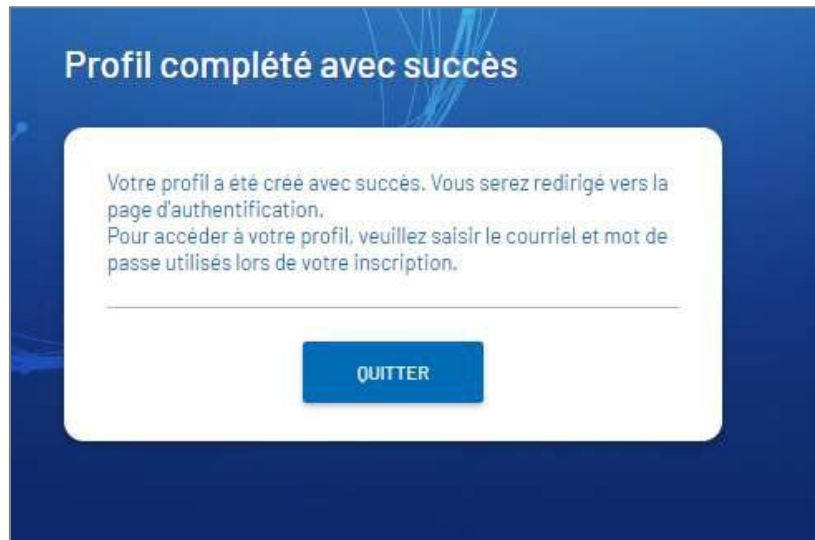 Profil complété avec succès
Votre profil a été créé avec succès. Vous serez redirigé vers la
page d'authentification.
Pour accéder à votre profil, veuillez saisir le courriel et mot de
passe utilisés lors de votre inscription.
QUITTER